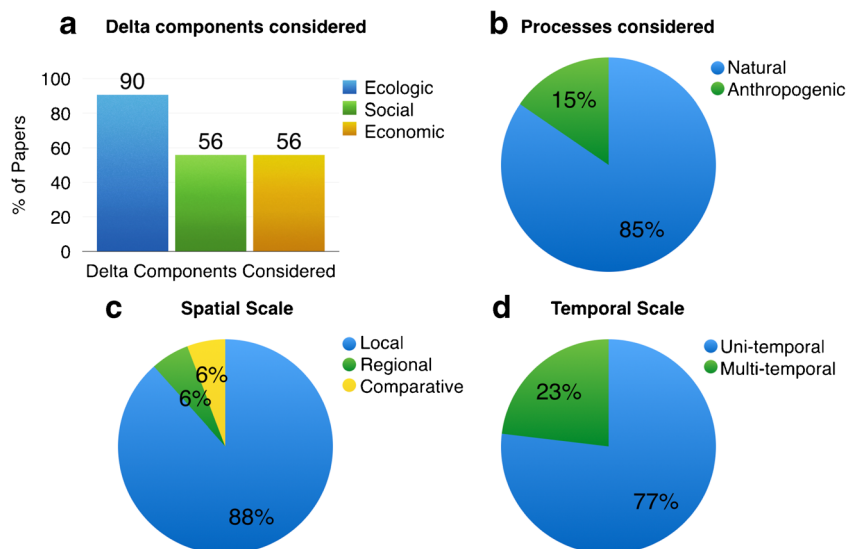 a Delta components considered
90
100
80
60
40
20
0
56
56
% of Papers
Ecologic
Social
Economic
Delta Components Considered
b Processes considered
15%
85%
Natural
Anthropogenic
c Spatial Scale
6%
6%
88%
Local
Regional
Comparative
d Temporal Scale
23%
77%
Uni-temporal
Multi-temporal